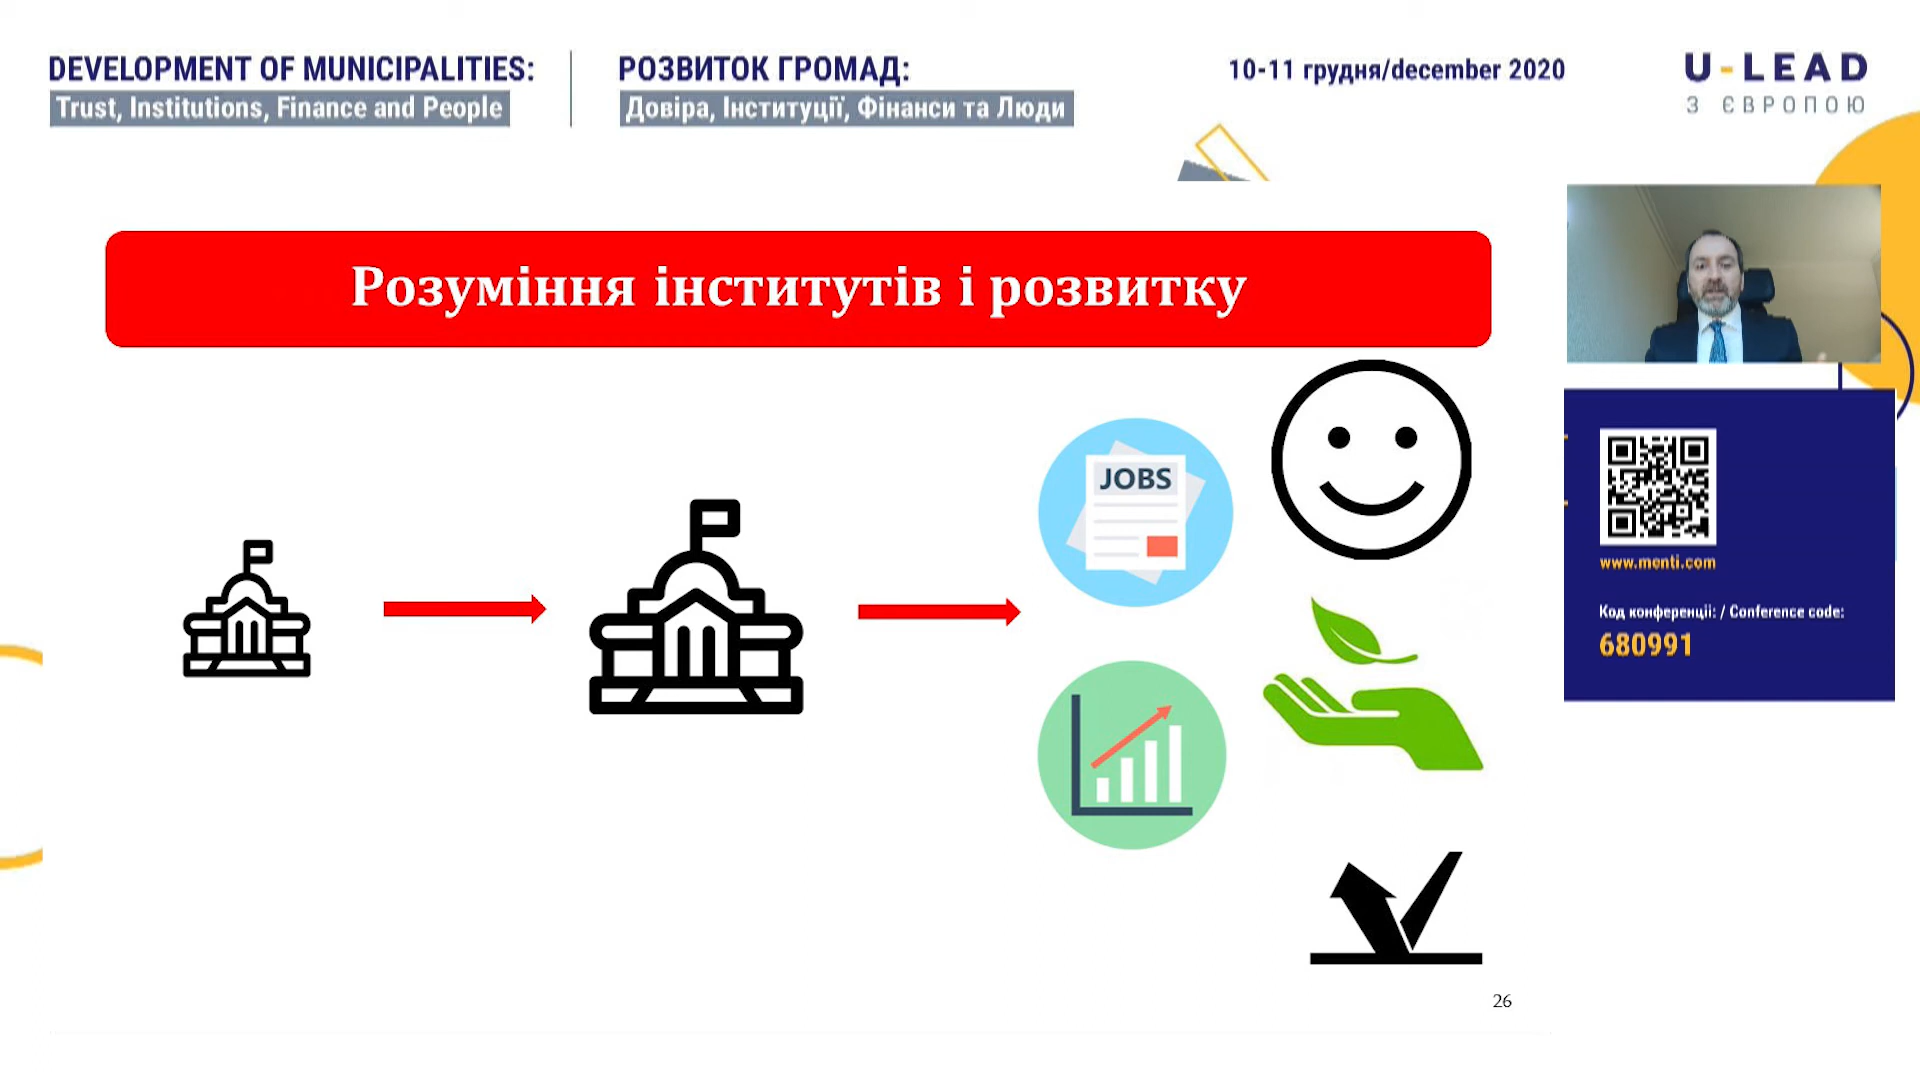 DEVELOPMENT OF MUNICIPALITIES:
Trust, Institutions, Finance and People
РОЗВИТОК ГРОМАД:
Довіра, Інституції, Фінанси та Люди
10-11 грудня/december 2020
U-LEAD
З ЄВРОПОЮ
Розуміння інститутів і розвитку
JOBS
www.menti.com
Код конференції: / Conference code:
680991
26